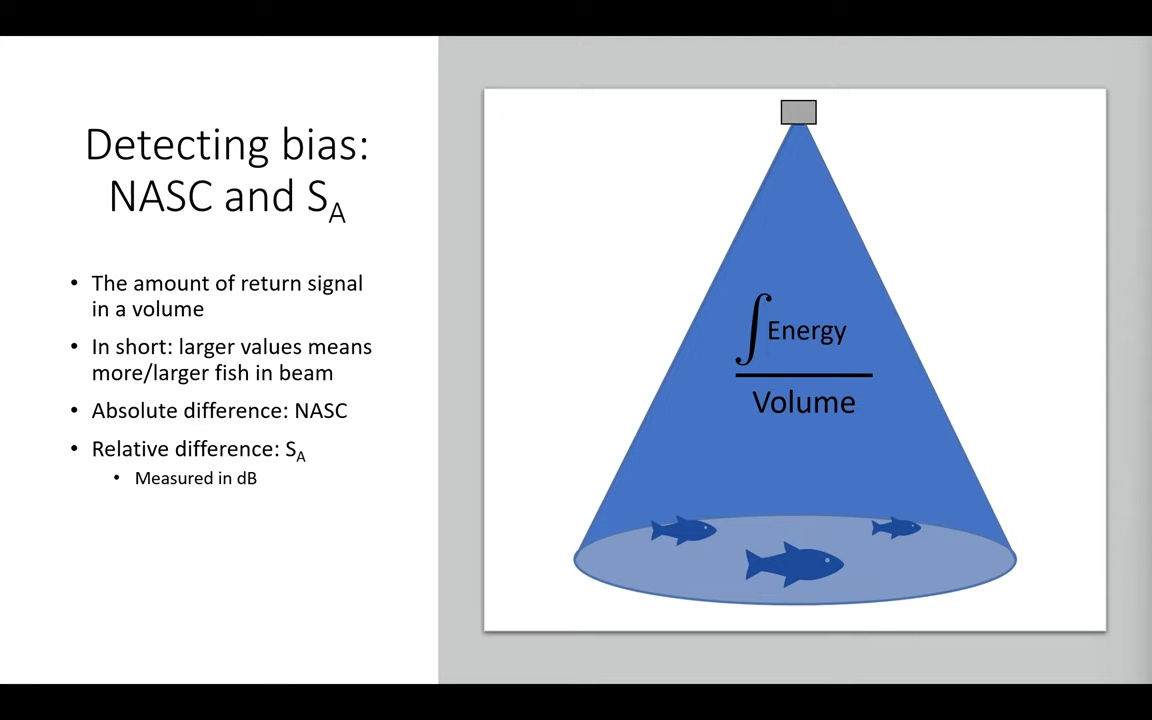 Detecting bias:
NASC and S_A
• The amount of return signal
in a volume
• In short: larger values means
more/larger fish in beam
• Absolute difference: NASC
• Relative difference: S_A
• Measured in dB
∫ Energy
Volume